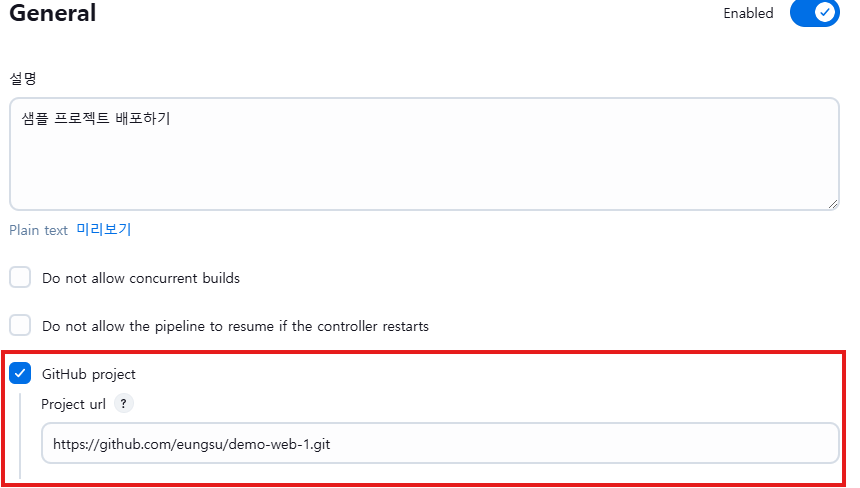 General
Enabled
설명
샘플 프로젝트 배포하기
Plain text 미리보기
Do not allow concurrent builds
Do not allow the pipeline to resume if the controller restarts
GitHub project
Project url ?
https://github.com/eungsu/demo-web-1.git